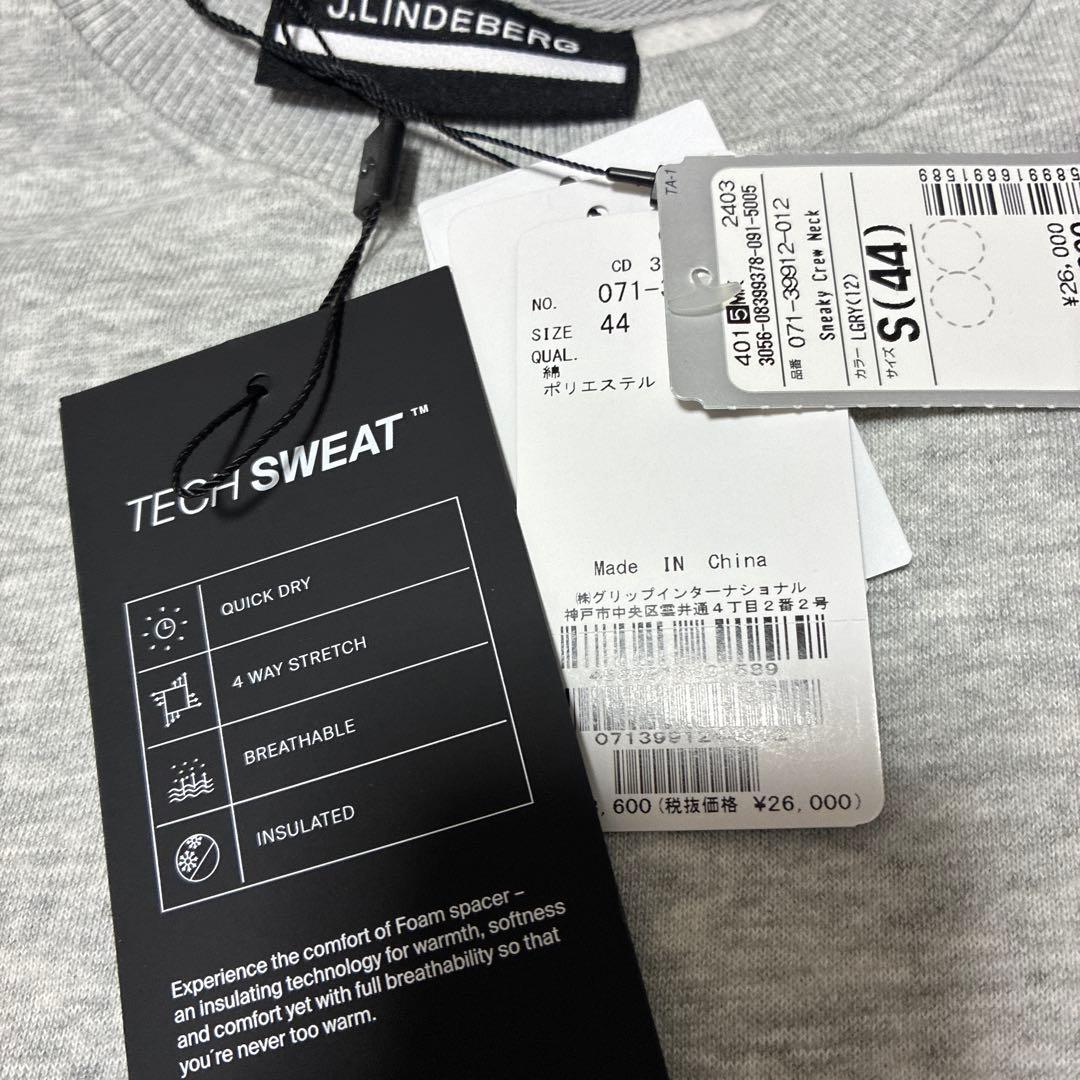 J.LINDEBERG
TECH SWEAT™
QUICK DRY
4 WAY STRETCH
BREATHABLE
INSULATED
Experience the comfort of Foam spacer –
an insulating technology for warmth, softness
and comfort yet with full breathability so that
you're never too warm.
CD 3
NO. 071-
SIZE 44
QUAL.
綿
ポリエステル
Made IN China
㈱グリップインターナショナル
神戸市中央区雲井通4丁目2番2号
,600(税抜価格 ¥26,000)
TA-1
401 5 2403
3056-08399378-091-5005
品番 071-39912-012
Sneaky Crew Neck
カラー LGRY(12)
サイズ S(44)
¥26,000